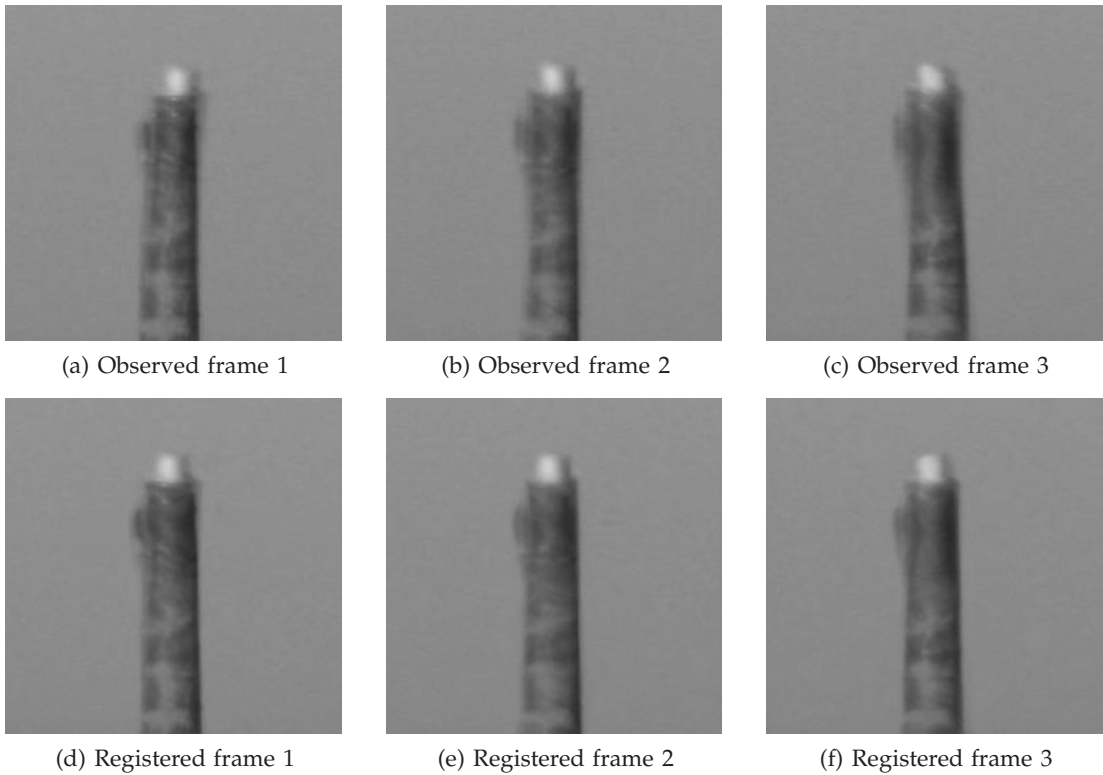 (a) Observed frame 1
(b) Observed frame 2
(c) Observed frame 3
(d) Registered frame 1
(e) Registered frame 2
(f) Registered frame 3